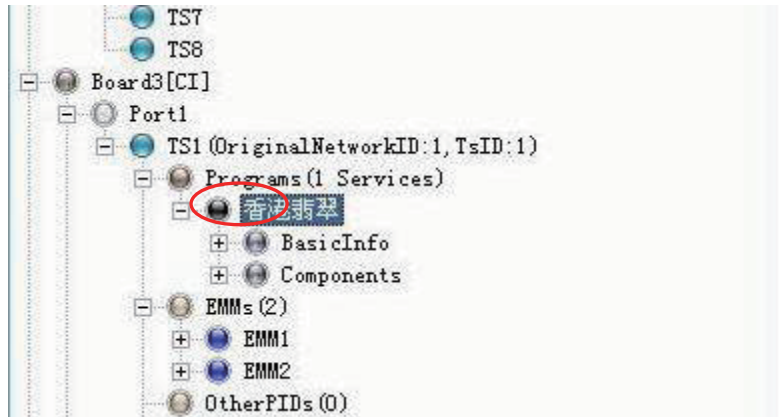 TS7
TS8
Board3[CI]
Port1
TS1(OriginalNetworkID:1,TsID:1)
Programs(1 Services)
香港翡翠
BasicInfo
Components
EMMs(2)
EMM1
EMM2
OtherPIDs(0)